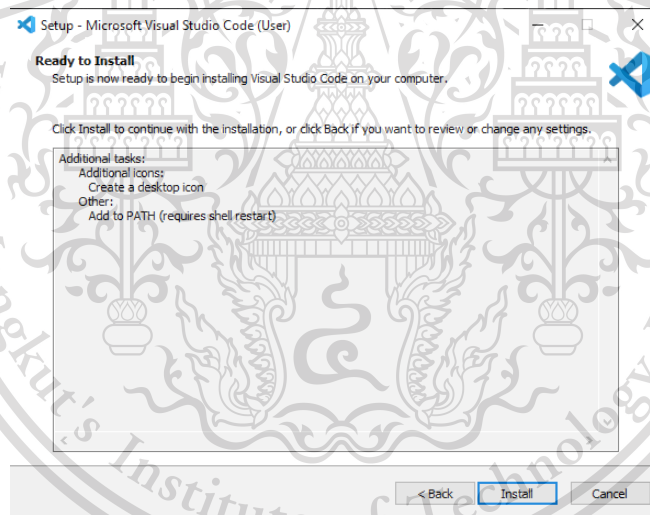 Setup - Microsoft Visual Studio Code (User)
Ready to Install
Setup is now ready to begin installing Visual Studio Code on your computer.
Click Install to continue with the installation, or click Back if you want to review or change any settings.
Additional tasks:
Additional icons:
Create a desktop icon
Other:
Add to PATH (requires shell restart)
< Back
Install
Cancel